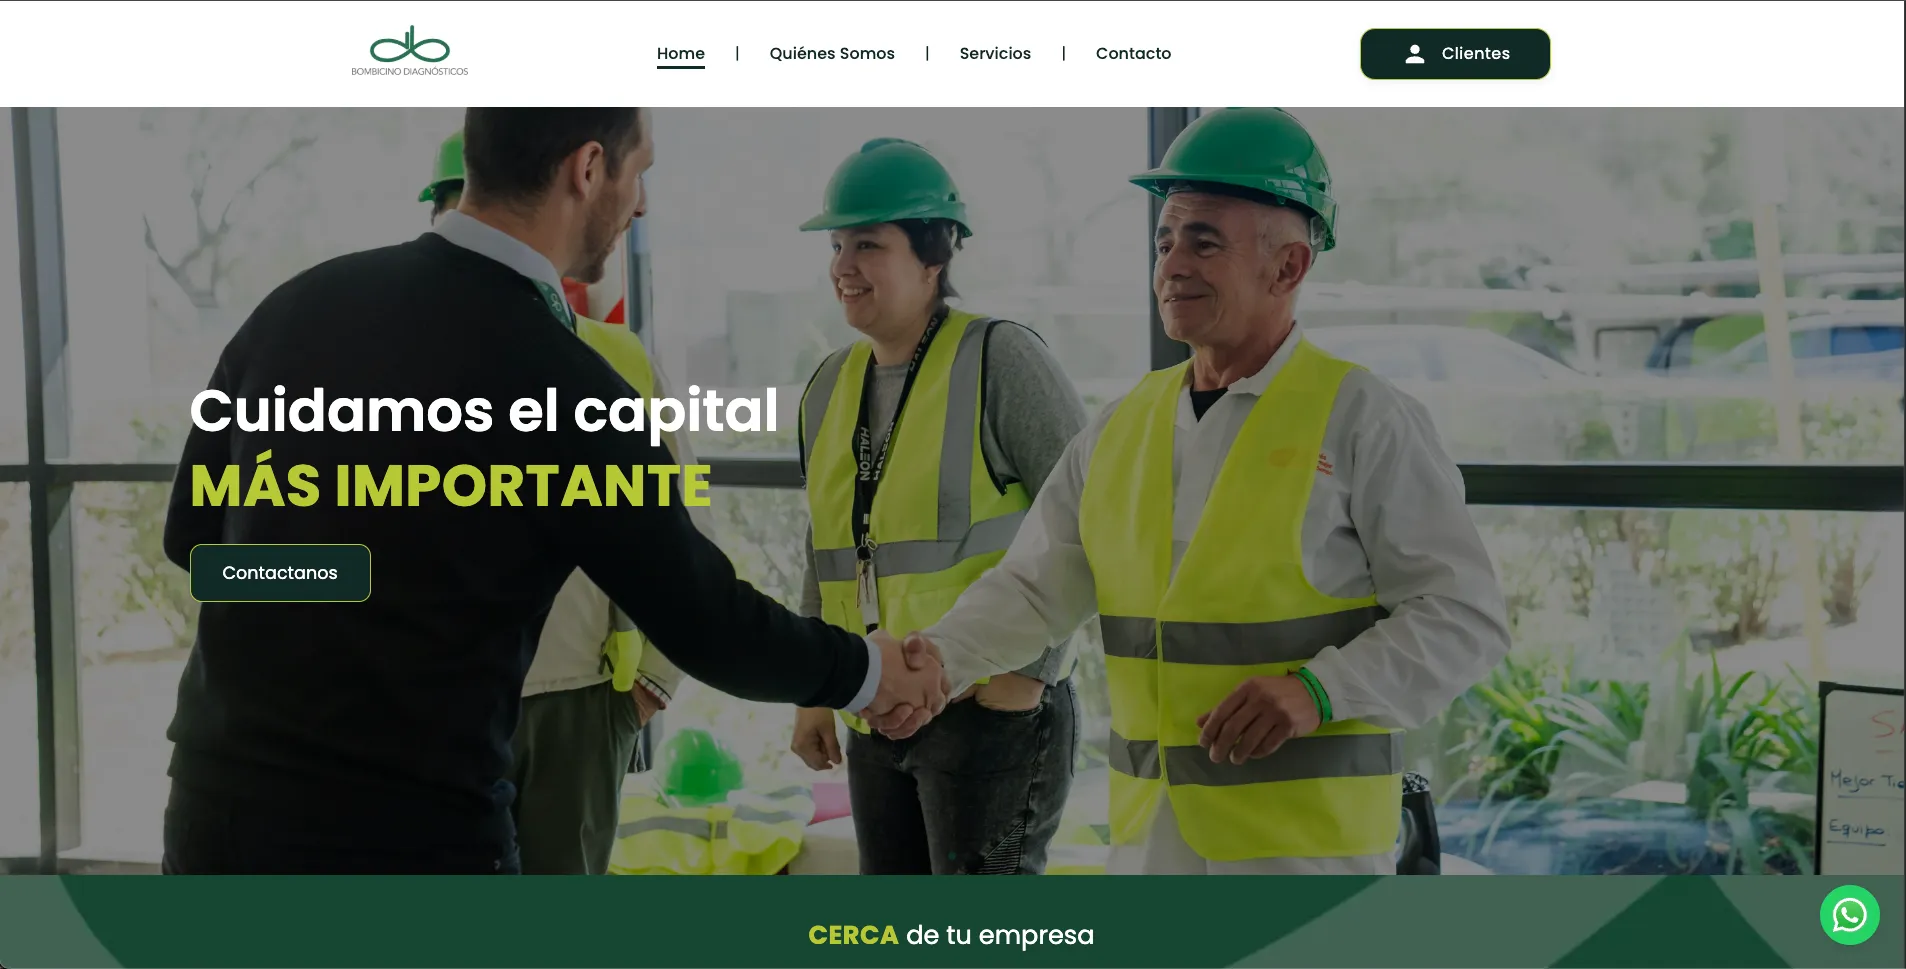 BOMBICINO DIAGNÓSTICOS
Home | Quiénes Somos | Servicios | Contacto
Clientes
HALEON
HALEON
Cuidamos el capital
MÁS IMPORTANTE
Contactanos
Mejor
Equipo
CERCA de tu empresa